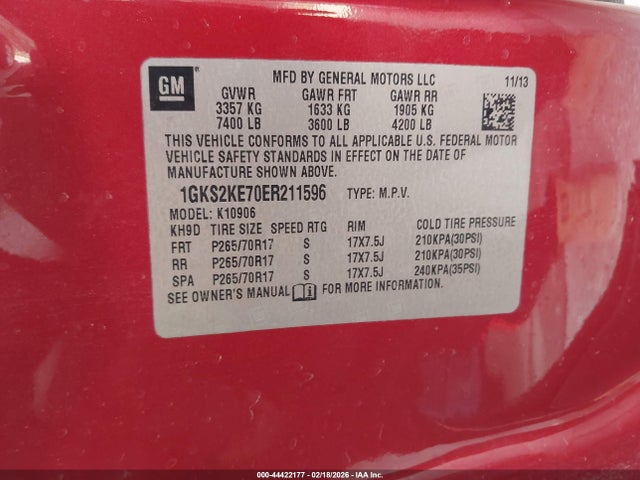 GM
MFD BY GENERAL MOTORS LLC 11/13
GVWR GAWR FRT GAWR RR
3357 KG 1633 KG 1905 KG
7400 LB 3600 LB 4200 LB
THIS VEHICLE CONFORMS TO ALL APPLICABLE U.S. FEDERAL MOTOR
VEHICLE SAFETY STANDARDS IN EFFECT ON THE DATE OF
MANUFACTURE SHOWN ABOVE.
1GKS2KE70ER211596 TYPE: M.P.V.
MODEL: K10906
KH9D TIRE SIZE SPEED RTG RIM COLD TIRE PRESSURE
FRT P265/70R17 S 17X7.5J 210KPA(30PSI)
RR P265/70R17 S 17X7.5J 210KPA(30PSI)
SPA P265/70R17 S 17X7.5J 240KPA(35PSI)
SEE OWNER'S MANUAL FOR MORE INFORMATION.
000-44422177 - 02/18/2026 - IAA Inc.